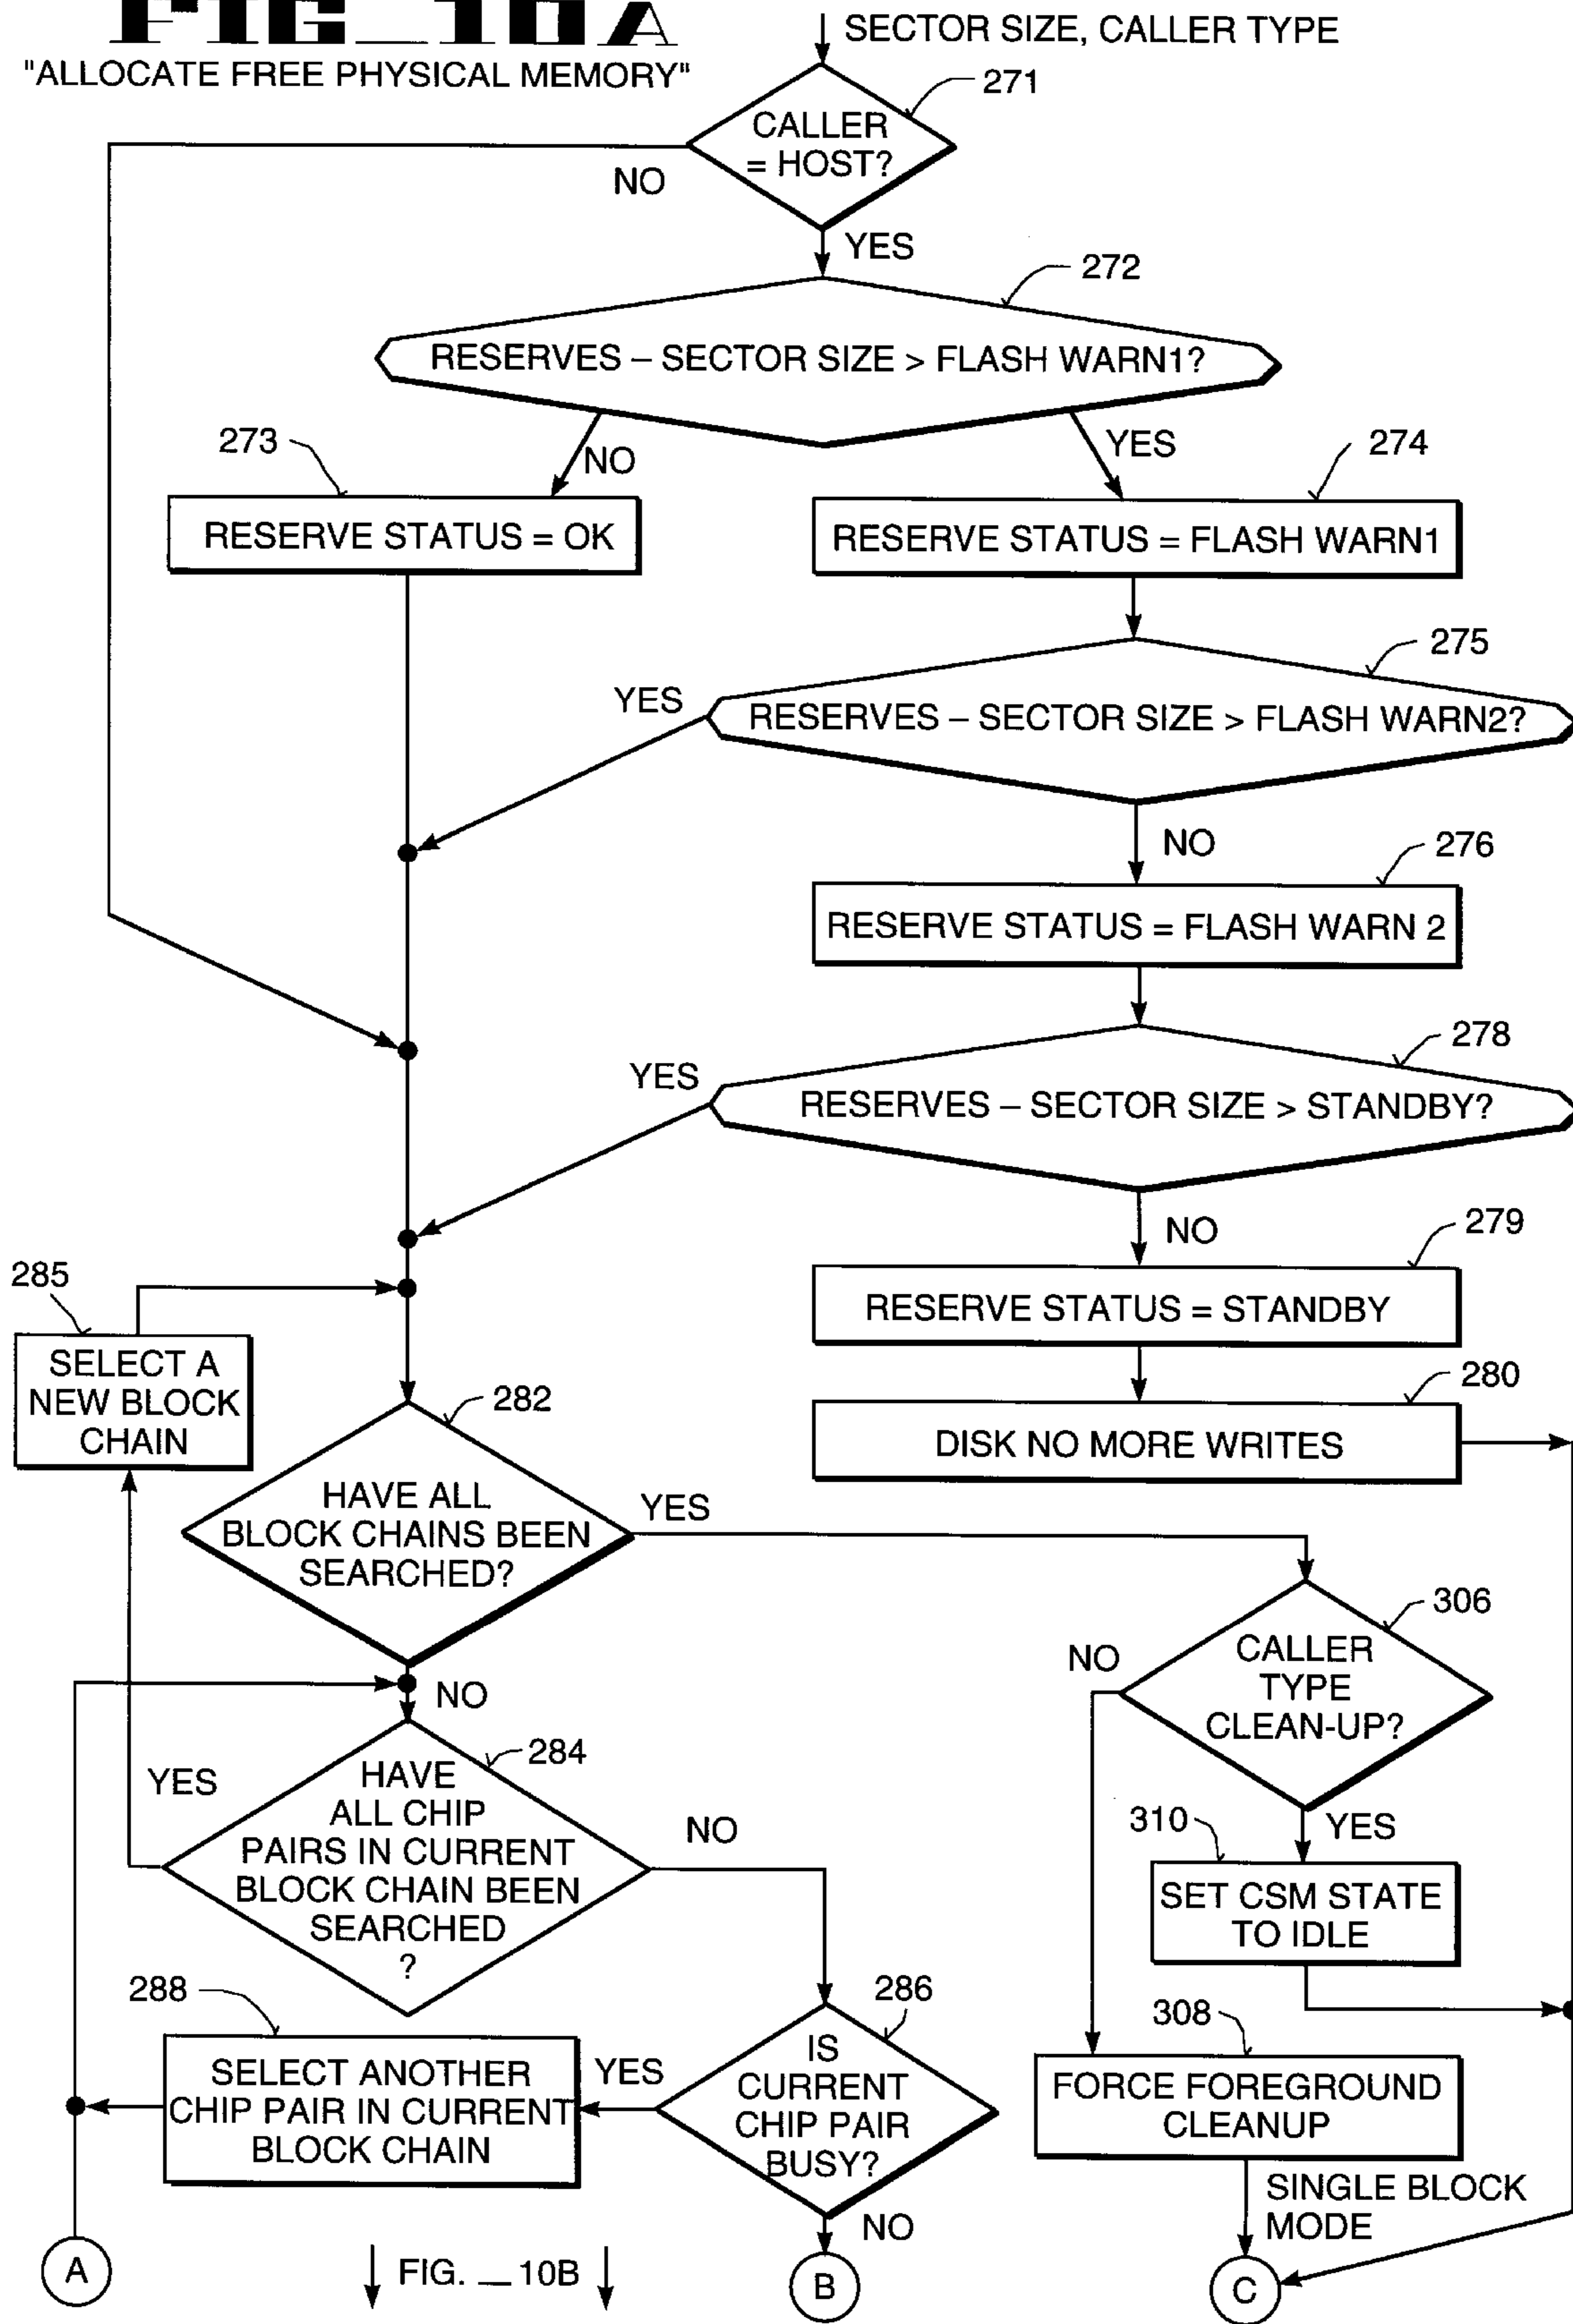 FIG_10A
"ALLOCATE FREE PHYSICAL MEMORY"
SECTOR SIZE, CALLER TYPE
271
CALLER
= HOST?
NO
YES
272
RESERVES – SECTOR SIZE > FLASH WARN1?
273
NO
YES
274
RESERVE STATUS = OK
RESERVE STATUS = FLASH WARN1
275
YES
RESERVES – SECTOR SIZE > FLASH WARN2?
NO
276
RESERVE STATUS = FLASH WARN 2
278
YES
RESERVES – SECTOR SIZE > STANDBY?
NO
279
RESERVE STATUS = STANDBY
285
SELECT A
NEW BLOCK
CHAIN
280
DISK NO MORE WRITES
282
HAVE ALL
BLOCK CHAINS BEEN
SEARCHED?
YES
NO
306
CALLER
TYPE
CLEAN-UP?
NO
YES
284
HAVE
ALL CHIP
PAIRS IN CURRENT
BLOCK CHAIN BEEN
SEARCHED
?
YES
NO
310
SET CSM STATE
TO IDLE
288
SELECT ANOTHER
CHIP PAIR IN CURRENT
BLOCK CHAIN
YES
286
IS
CURRENT
CHIP PAIR
BUSY?
NO
308
FORCE FOREGROUND
CLEANUP
SINGLE BLOCK
MODE
A
FIG. _ 10B
B
C